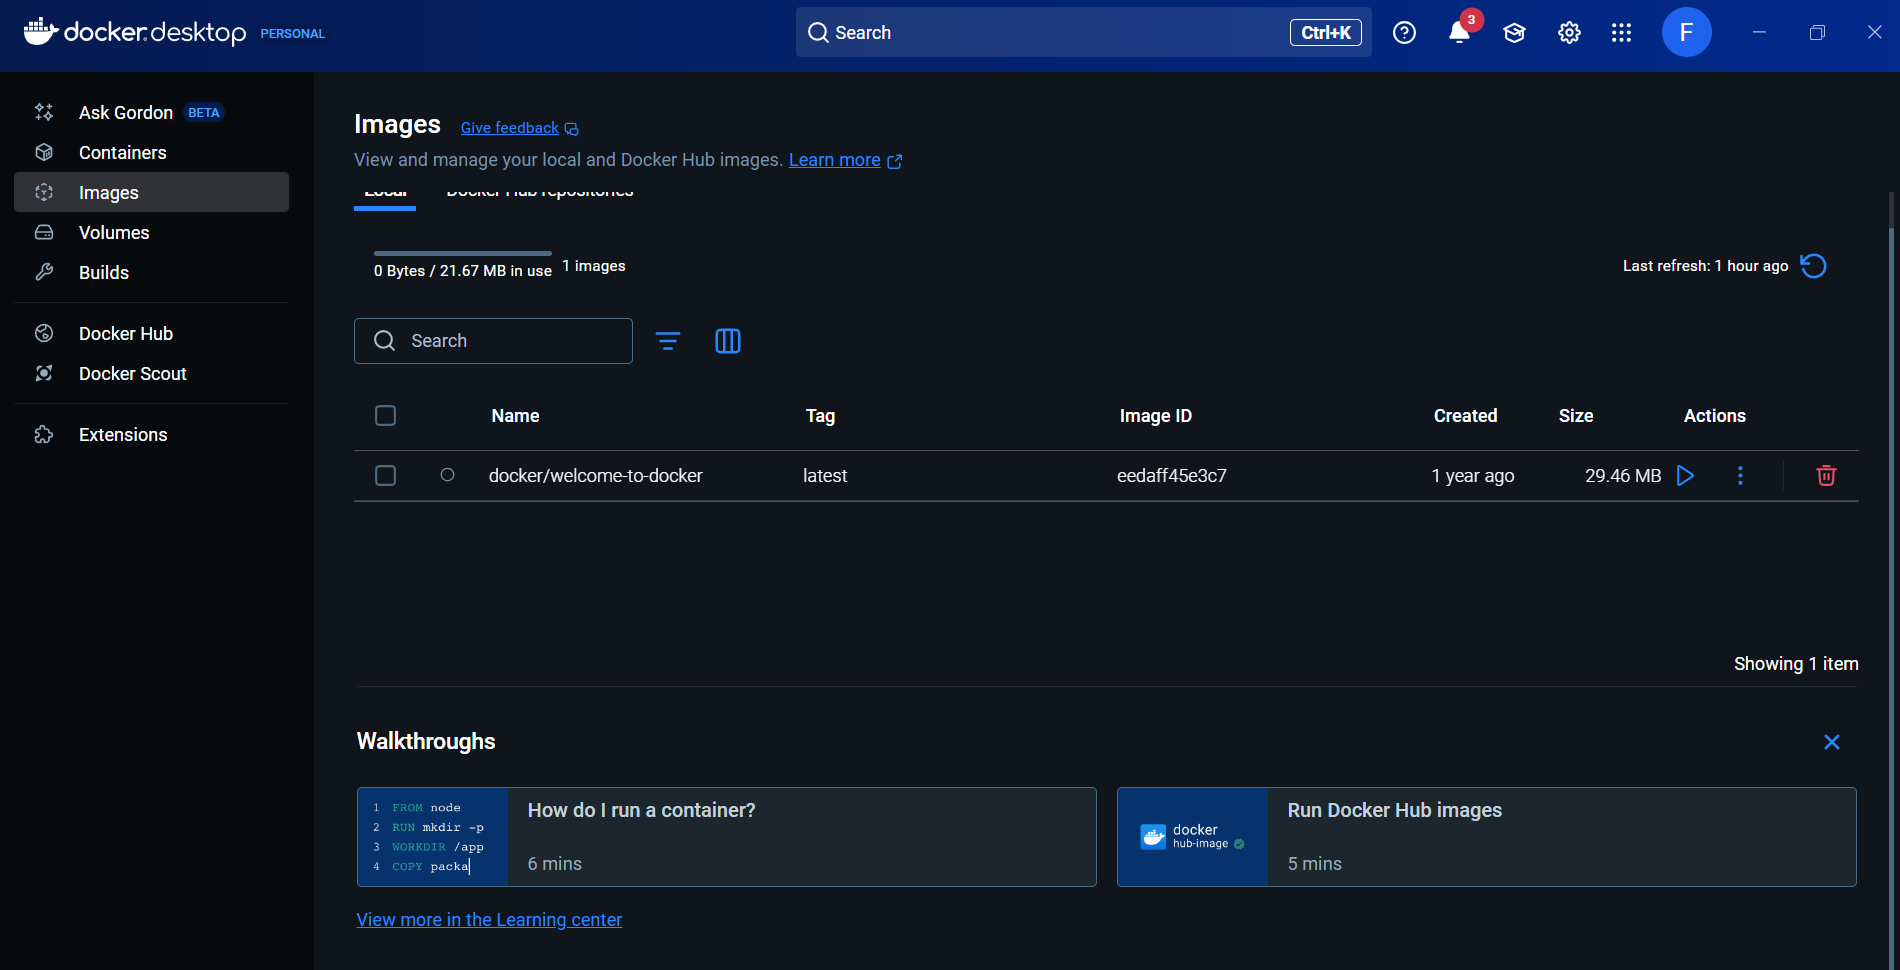 docker.desktop PERSONAL
Search Ctrl+K
3
F
Ask Gordon BETA
Containers
Images
Volumes
Builds
Docker Hub
Docker Scout
Extensions
Images Give feedback
View and manage your local and Docker Hub images. Learn more
Local Docker Hub repositories
0 Bytes / 21.67 MB in use 1 images
Last refresh: 1 hour ago
Search
Name Tag Image ID Created Size Actions
docker/welcome-to-docker latest eedaff45e3c7 1 year ago 29.46 MB
Showing 1 item
Walkthroughs
1 FROM node
2 RUN mkdir -p
3 WORKDIR /app
4 COPY packa
How do I run a container?
6 mins
docker
hub-image
Run Docker Hub images
5 mins
View more in the Learning center